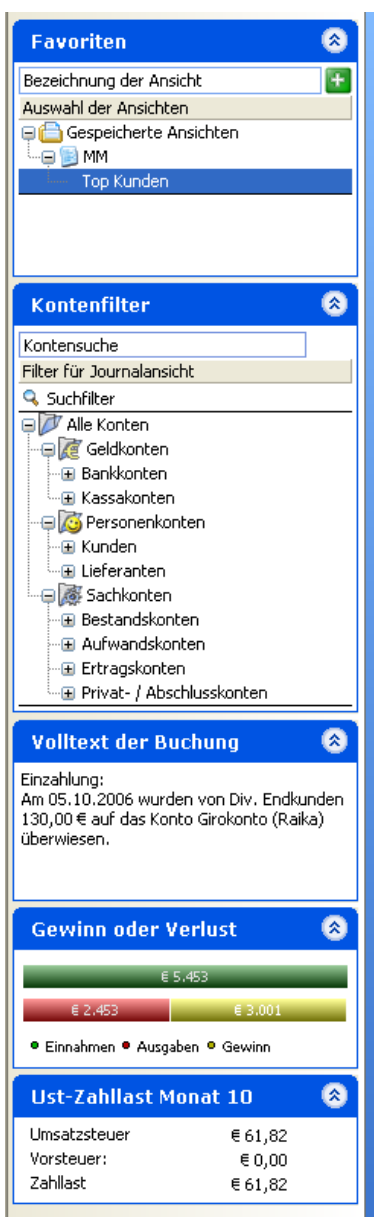 Favoriten
Bezeichnung der Ansicht
Auswahl der Ansichten
Gespeicherte Ansichten
MM
Top Kunden
Kontenfilter
Kontensuche
Filter für Journalansicht
Suchfilter
Alle Konten
Geldkonten
Bankkonten
Kassakonten
Personenkonten
Kunden
Lieferanten
Sachkonten
Bestandskonten
Aufwandskonten
Ertragskonten
Privat- / Abschlusskonten
Volltext der Buchung
Einzahlung:
Am 05.10.2006 wurden von Div. Endkunden
130,00 € auf das Konto Girokonto (Raika)
überwiesen.
Gewinn oder Verlust
€ 5.453
€ 2.453 € 3.001
Einnahmen Ausgaben Gewinn
Ust-Zahllast Monat 10
Umsatzsteuer € 61,82
Vorsteuer: € 0,00
Zahllast € 61,82